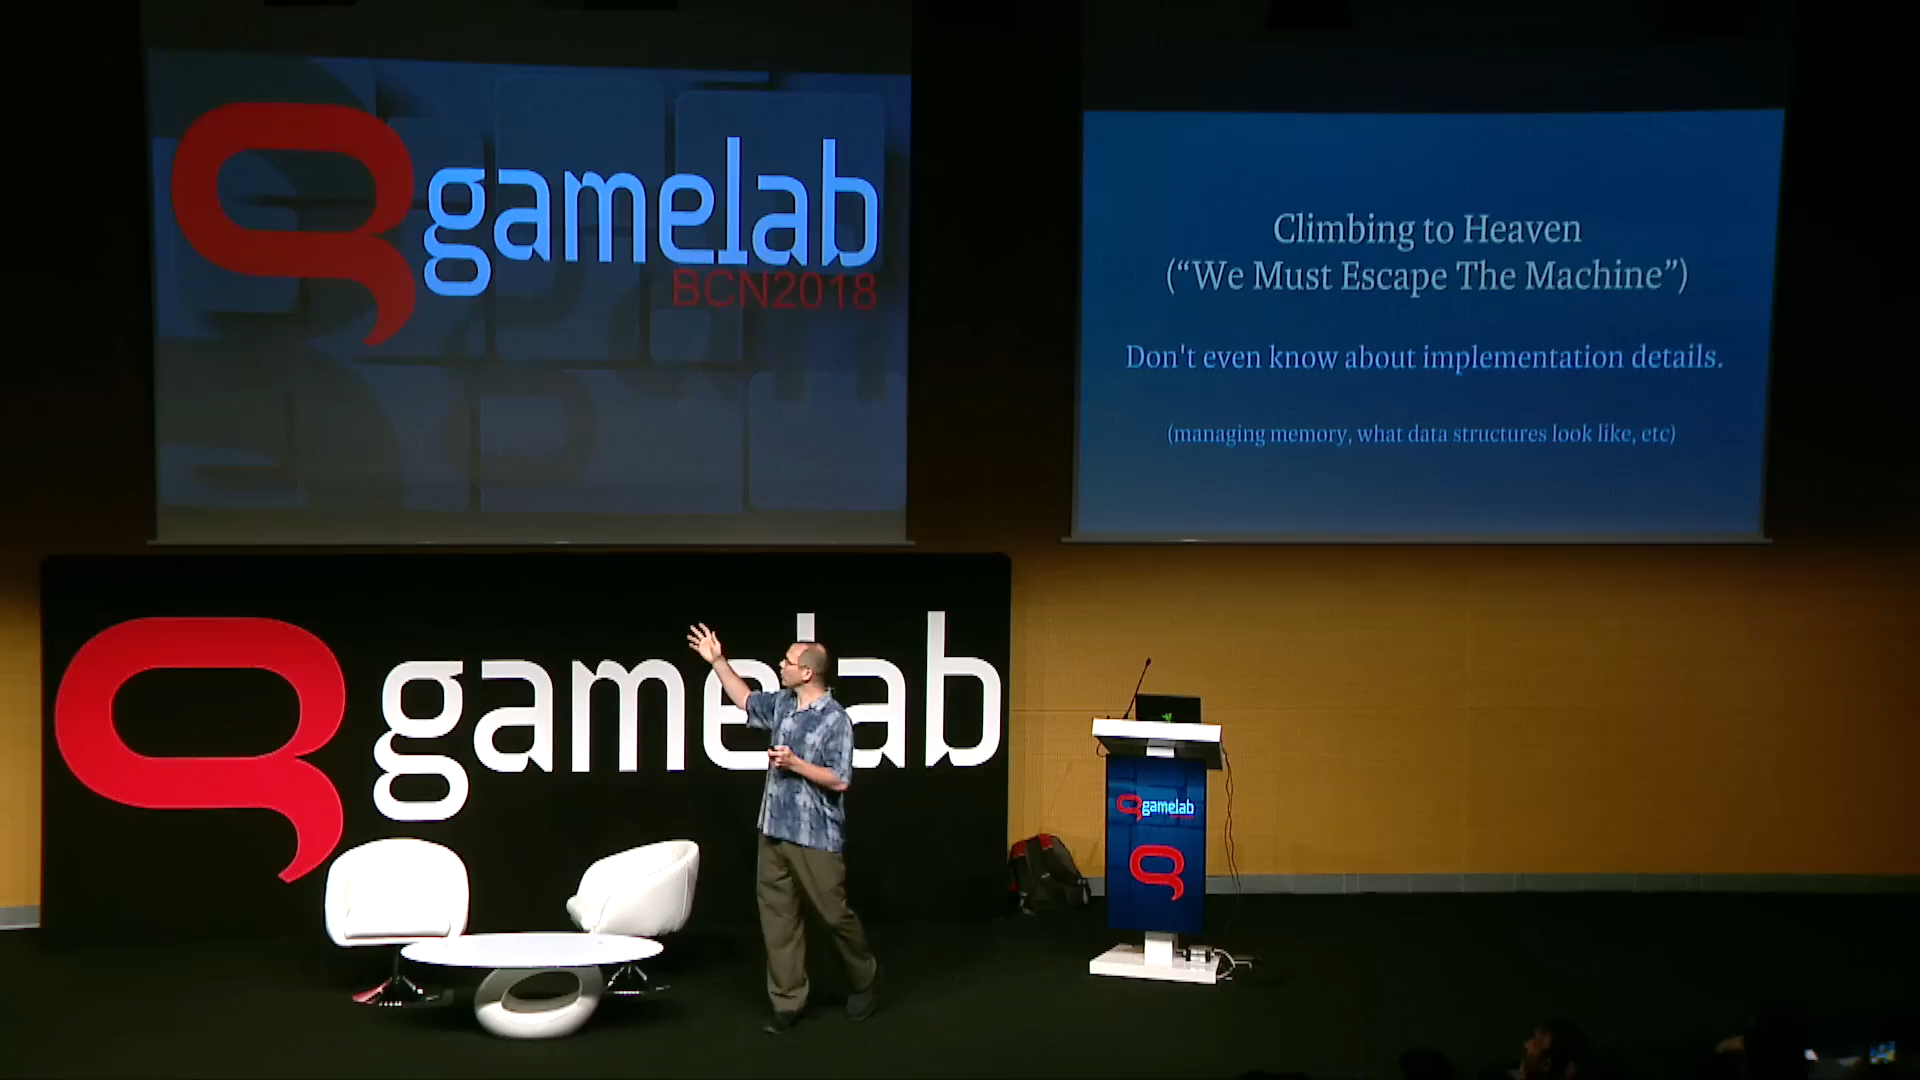 gamelab
BCN2018
Climbing to Heaven
(“We Must Escape The Machine”)
Don't even know about implementation details.
(managing memory, what data structures look like, etc)
gamelab
gamelab